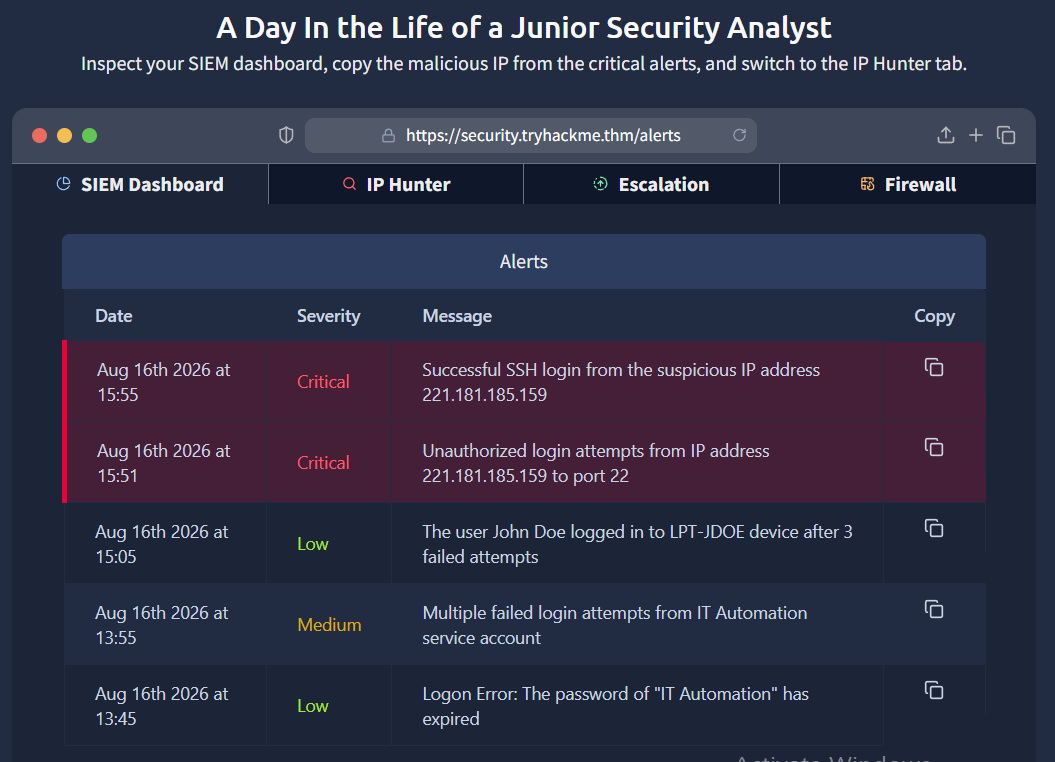 A Day In the Life of a Junior Security Analyst
Inspect your SIEM dashboard, copy the malicious IP from the critical alerts, and switch to the IP Hunter tab.
https://security.tryhackme.thm/alerts
SIEM Dashboard
IP Hunter
Escalation
Firewall
Alerts
Date Severity Message Copy
Aug 16th 2026 at
15:55
Critical
Successful SSH login from the suspicious IP address
221.181.185.159
Aug 16th 2026 at
15:51
Critical
Unauthorized login attempts from IP address
221.181.185.159 to port 22
Aug 16th 2026 at
15:05
Low
The user John Doe logged in to LPT-JDOE device after 3
failed attempts
Aug 16th 2026 at
13:55
Medium
Multiple failed login attempts from IT Automation
service account
Aug 16th 2026 at
13:45
Low
Logon Error: The password of "IT Automation" has
expired
Activate Windows